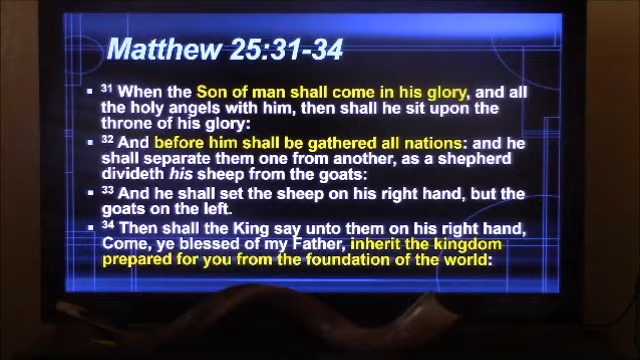 Matthew 25:31-34
▪ 31 When the Son of man shall come in his glory, and all
the holy angels with him, then shall he sit upon the
throne of his glory:
▪ 32 And before him shall be gathered all nations: and he
shall separate them one from another, as a shepherd
divideth his sheep from the goats:
▪ 33 And he shall set the sheep on his right hand, but the
goats on the left.
▪ 34 Then shall the King say unto them on his right hand,
Come, ye blessed of my Father, inherit the kingdom
prepared for you from the foundation of the world: